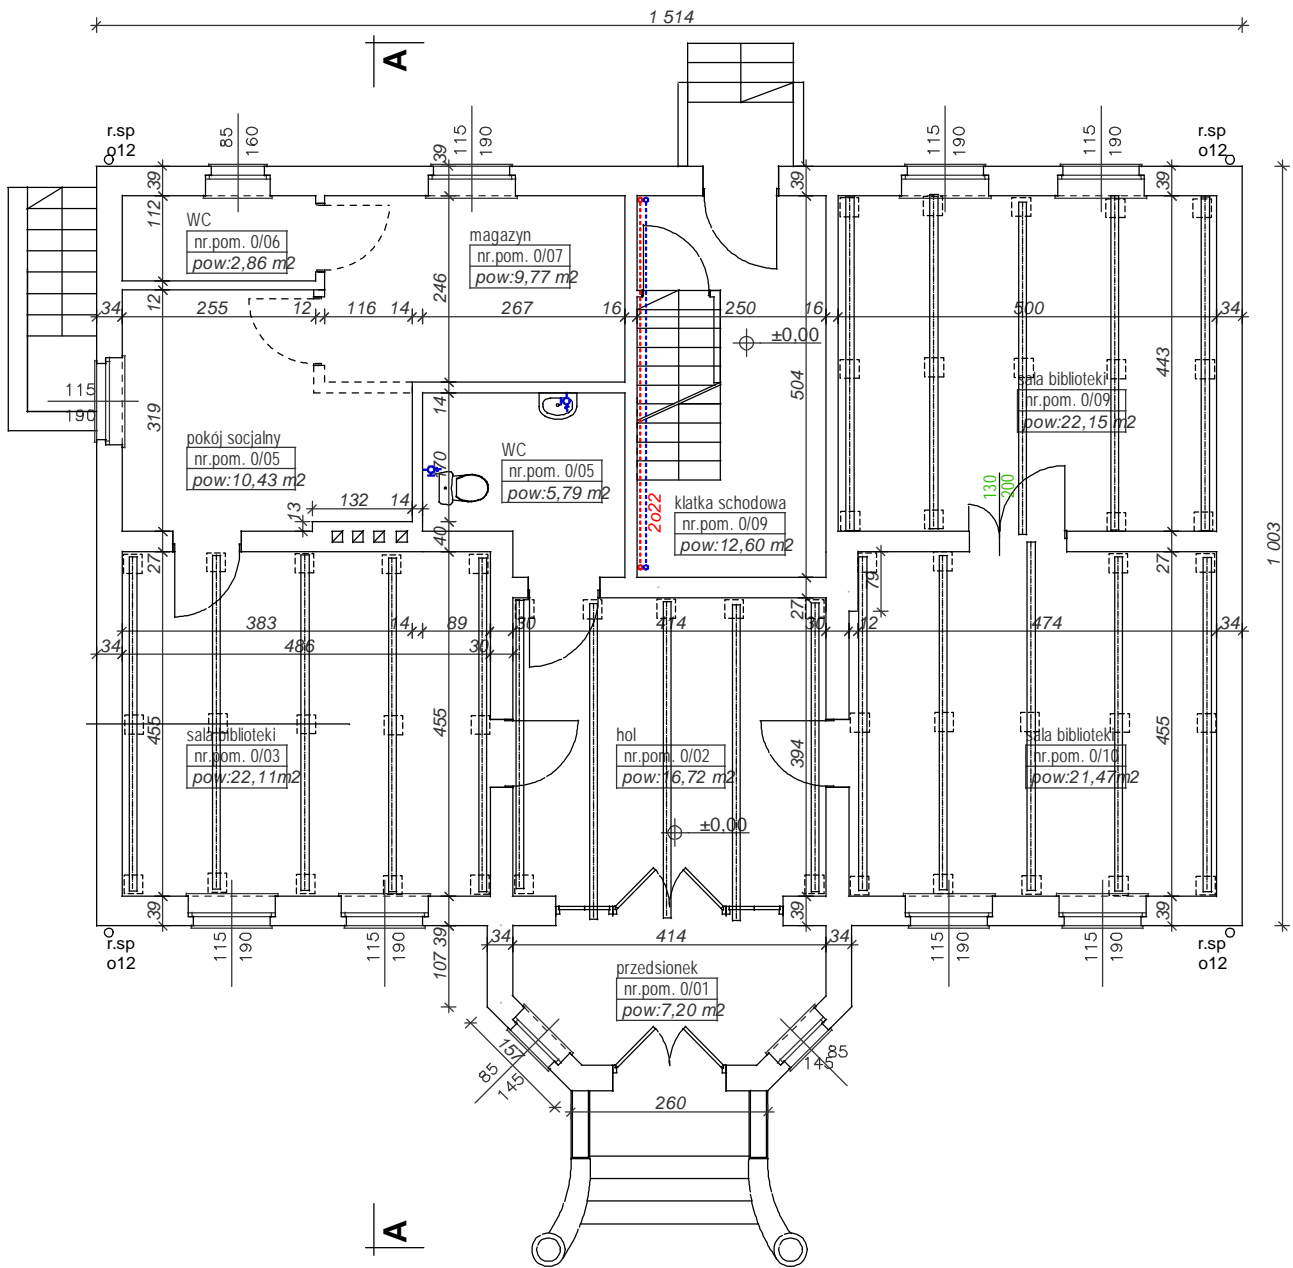 1 514
A
r.sp
o12
85
160
115
190
115
190
115
190
r.sp
o12
39
39
39
39
112
WC
nr.pom. 0/06
pow:2,86 m2
magazyn
nr.pom. 0/07
pow:9,77 m2
246
12
34
255
12
116
14
267
16
250
16
500
34
±0,00
115
190
319
14
504
443
sala biblioteki
nr.pom. 0/09
pow:22,15 m2
pokój socjalny
nr.pom. 0/05
pow:10,43 m2
WC
nr.pom. 0/05
pow:5,79 m2
170
132
14
13
40
2o22
klatka schodowa
nr.pom. 0/09
pow:12,60 m2
130
200
1 003
27
27
27
79
383
14
89
30
414
30
12
474
34
34
486
30
455
455
394
455
sala biblioteki
nr.pom. 0/03
pow:22,11m2
hol
nr.pom. 0/02
pow:16,72 m2
sala biblioteki
nr.pom. 0/10
pow:21,47m2
±0,00
39
39
39
r.sp
o12
115
190
115
190
107
39
34
414
34
115
190
115
190
r.sp
o12
przedsionek
nr.pom. 0/01
pow:7,20 m2
157
85
145
85
145
260
A